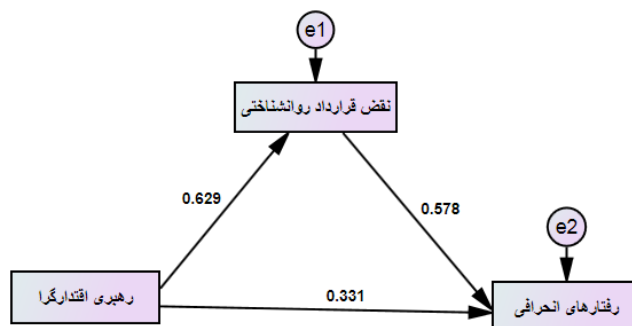 e1
نقض قرارداد روانشناختی
0.629
0.578
e2
رهبری اقتدارگرا
0.331
رفتارهای انحرافی